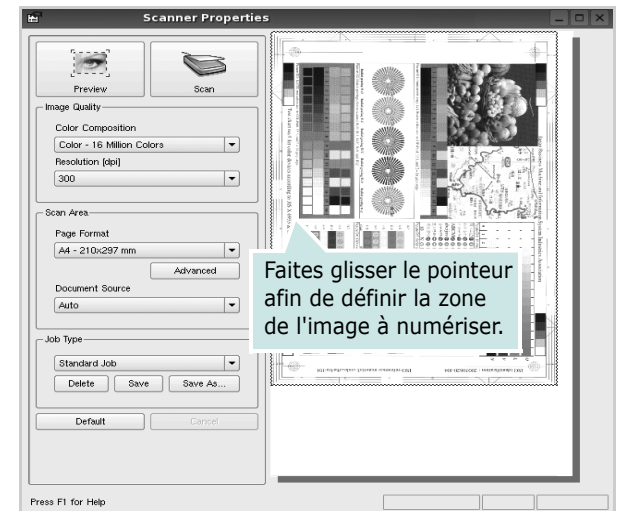 Scanner Properties
Preview
Scan
Image Quality
Color Composition
Color - 16 Million Colors
Resolution [dpi]
300
Scan Area
Page Format
A4 - 210x297 mm
Advanced
Document Source
Auto
Job Type
Standard Job
Delete
Save
Save As...
Default
Cancel
Press F1 for Help
Faites glisser le pointeur
afin de définir la zone
de l'image à numériser.